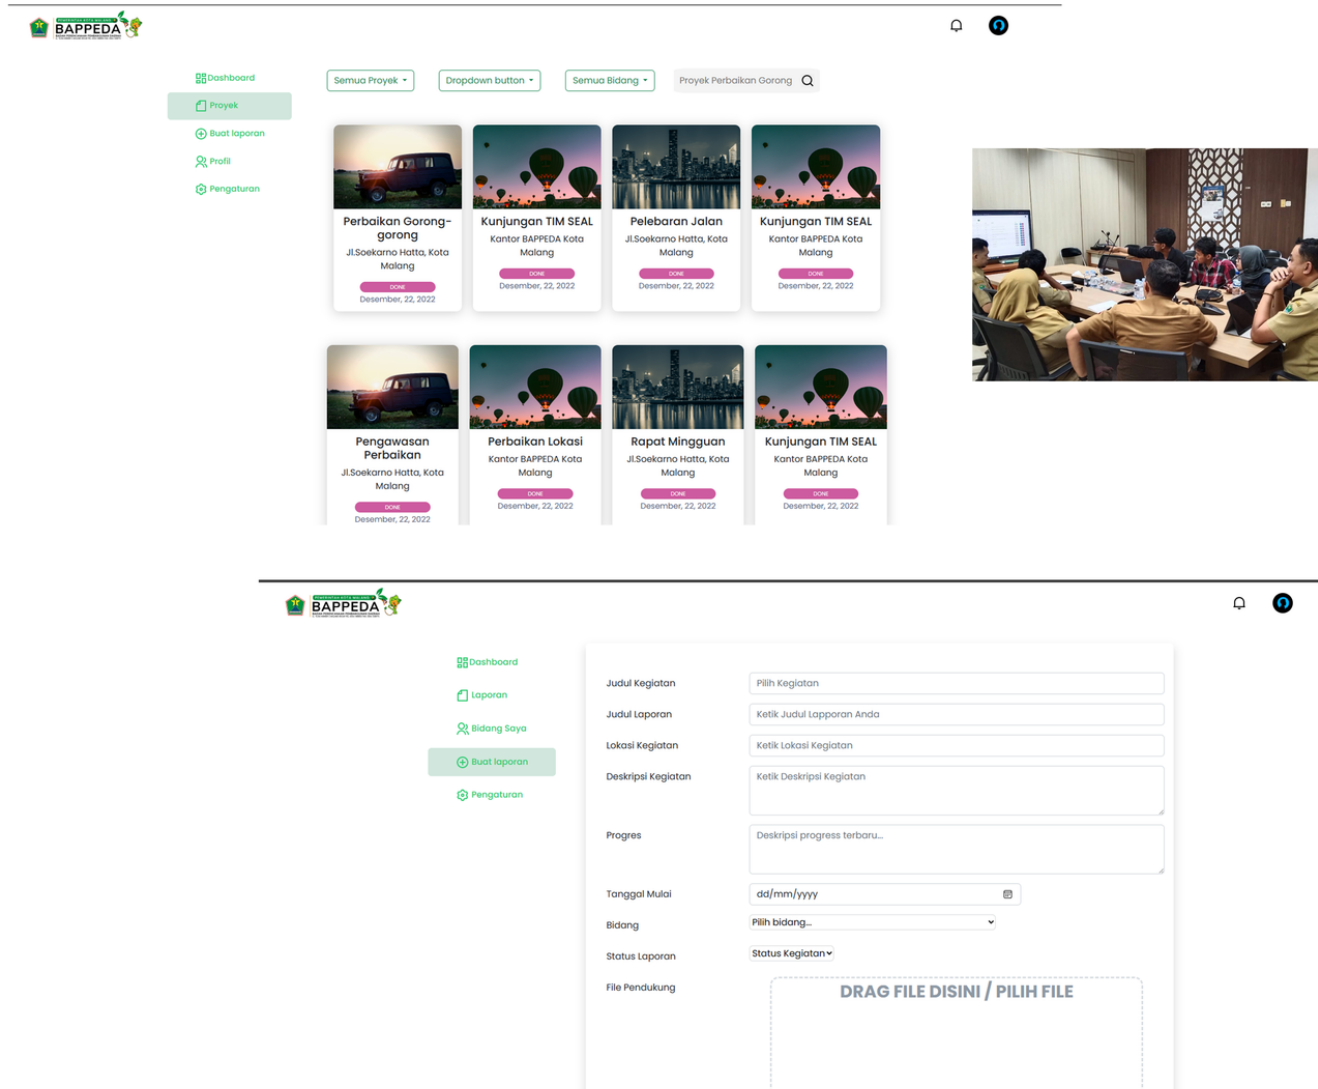 PEMERINTAH KOTA MALANG
BAPPEDA
Dashboard
Proyek
Buat laporan
Profil
Pengaturan
Semua Proyek
Dropdown button
Semua Bidang
Proyek Perbaikan Gorong
Perbaikan Gorong-
gorong
Jl.Soekarno Hatta, Kota
Malang
DONE
Desember, 22, 2022
Kunjungan TIM SEAL
Kantor BAPPEDA Kota
Malang
DONE
Desember, 22, 2022
Pelebaran Jalan
Jl.Soekarno Hatta, Kota
Malang
DONE
Desember, 22, 2022
Kunjungan TIM SEAL
Kantor BAPPEDA Kota
Malang
DONE
Desember, 22, 2022
Pengawasan
Perbaikan
Jl.Soekarno Hatta, Kota
Malang
DONE
Desember, 22, 2022
Perbaikan Lokasi
Kantor BAPPEDA Kota
Malang
DONE
Desember, 22, 2022
Rapat Mingguan
Jl.Soekarno Hatta, Kota
Malang
DONE
Desember, 22, 2022
Kunjungan TIM SEAL
Kantor BAPPEDA Kota
Malang
DONE
Desember, 22, 2022
PEMERINTAH KOTA MALANG
BAPPEDA
Dashboard
Laporan
Bidang Saya
Buat laporan
Pengaturan
Judul Kegiatan
Pilih Kegiatan
Judul Laporan
Ketik Judul Lapporan Anda
Lokasi Kegiatan
Ketik Lokasi Kegiatan
Deskripsi Kegiatan
Ketik Deskripsi Kegiatan
Progres
Deskripsi progress terbaru...
Tanggal Mulai
dd/mm/yyyy
Bidang
Pilih bidang...
Status Laporan
Status Kegiatan
File Pendukung
DRAG FILE DISINI / PILIH FILE